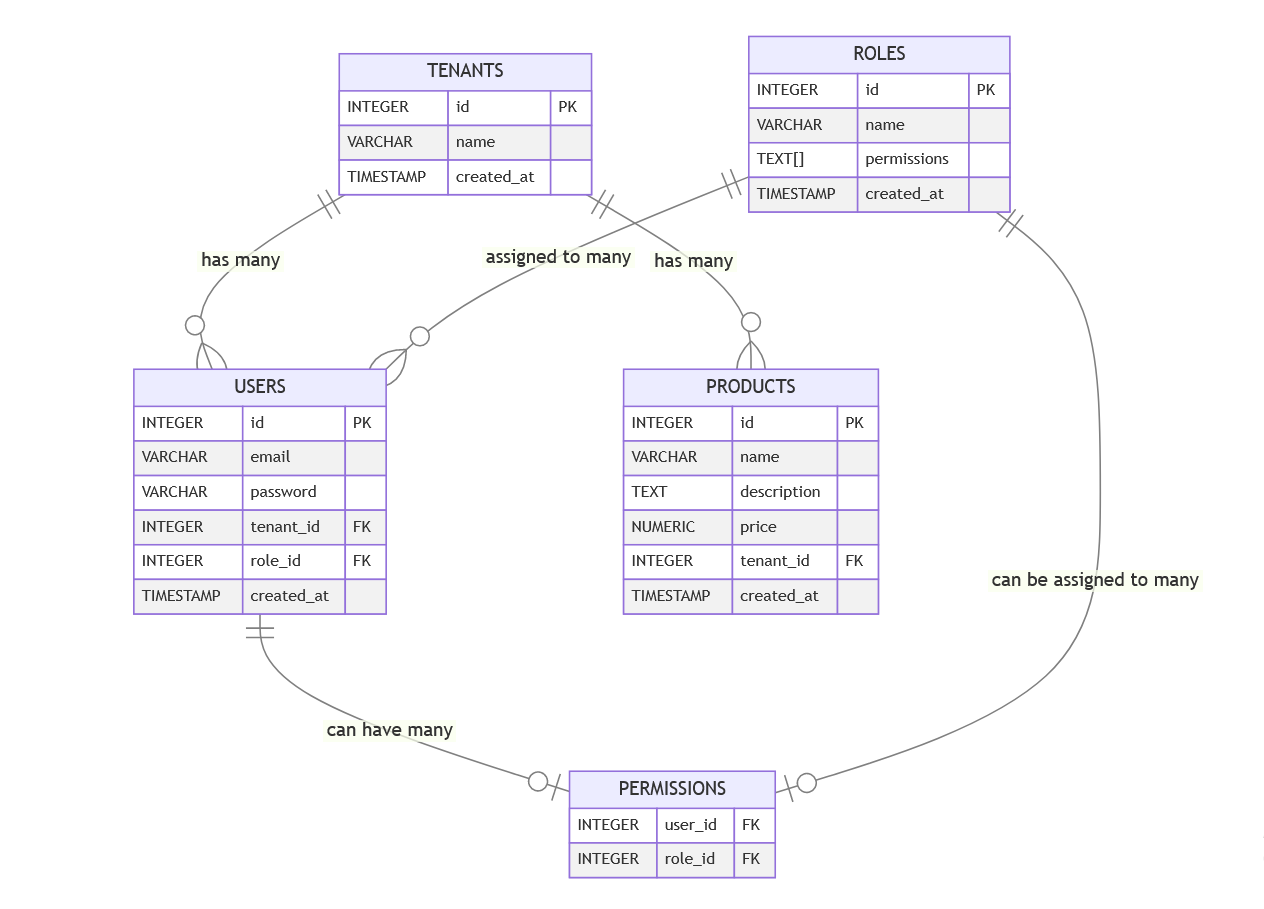 TENANTS
INTEGER id PK
VARCHAR name
TIMESTAMP created_at
ROLES
INTEGER id PK
VARCHAR name
TEXT[] permissions
TIMESTAMP created_at
has many
assigned to many
has many
USERS
INTEGER id PK
VARCHAR email
VARCHAR password
INTEGER tenant_id FK
INTEGER role_id FK
TIMESTAMP created_at
PRODUCTS
INTEGER id PK
VARCHAR name
TEXT description
NUMERIC price
INTEGER tenant_id FK
TIMESTAMP created_at
can be assigned to many
can have many
PERMISSIONS
INTEGER user_id FK
INTEGER role_id FK